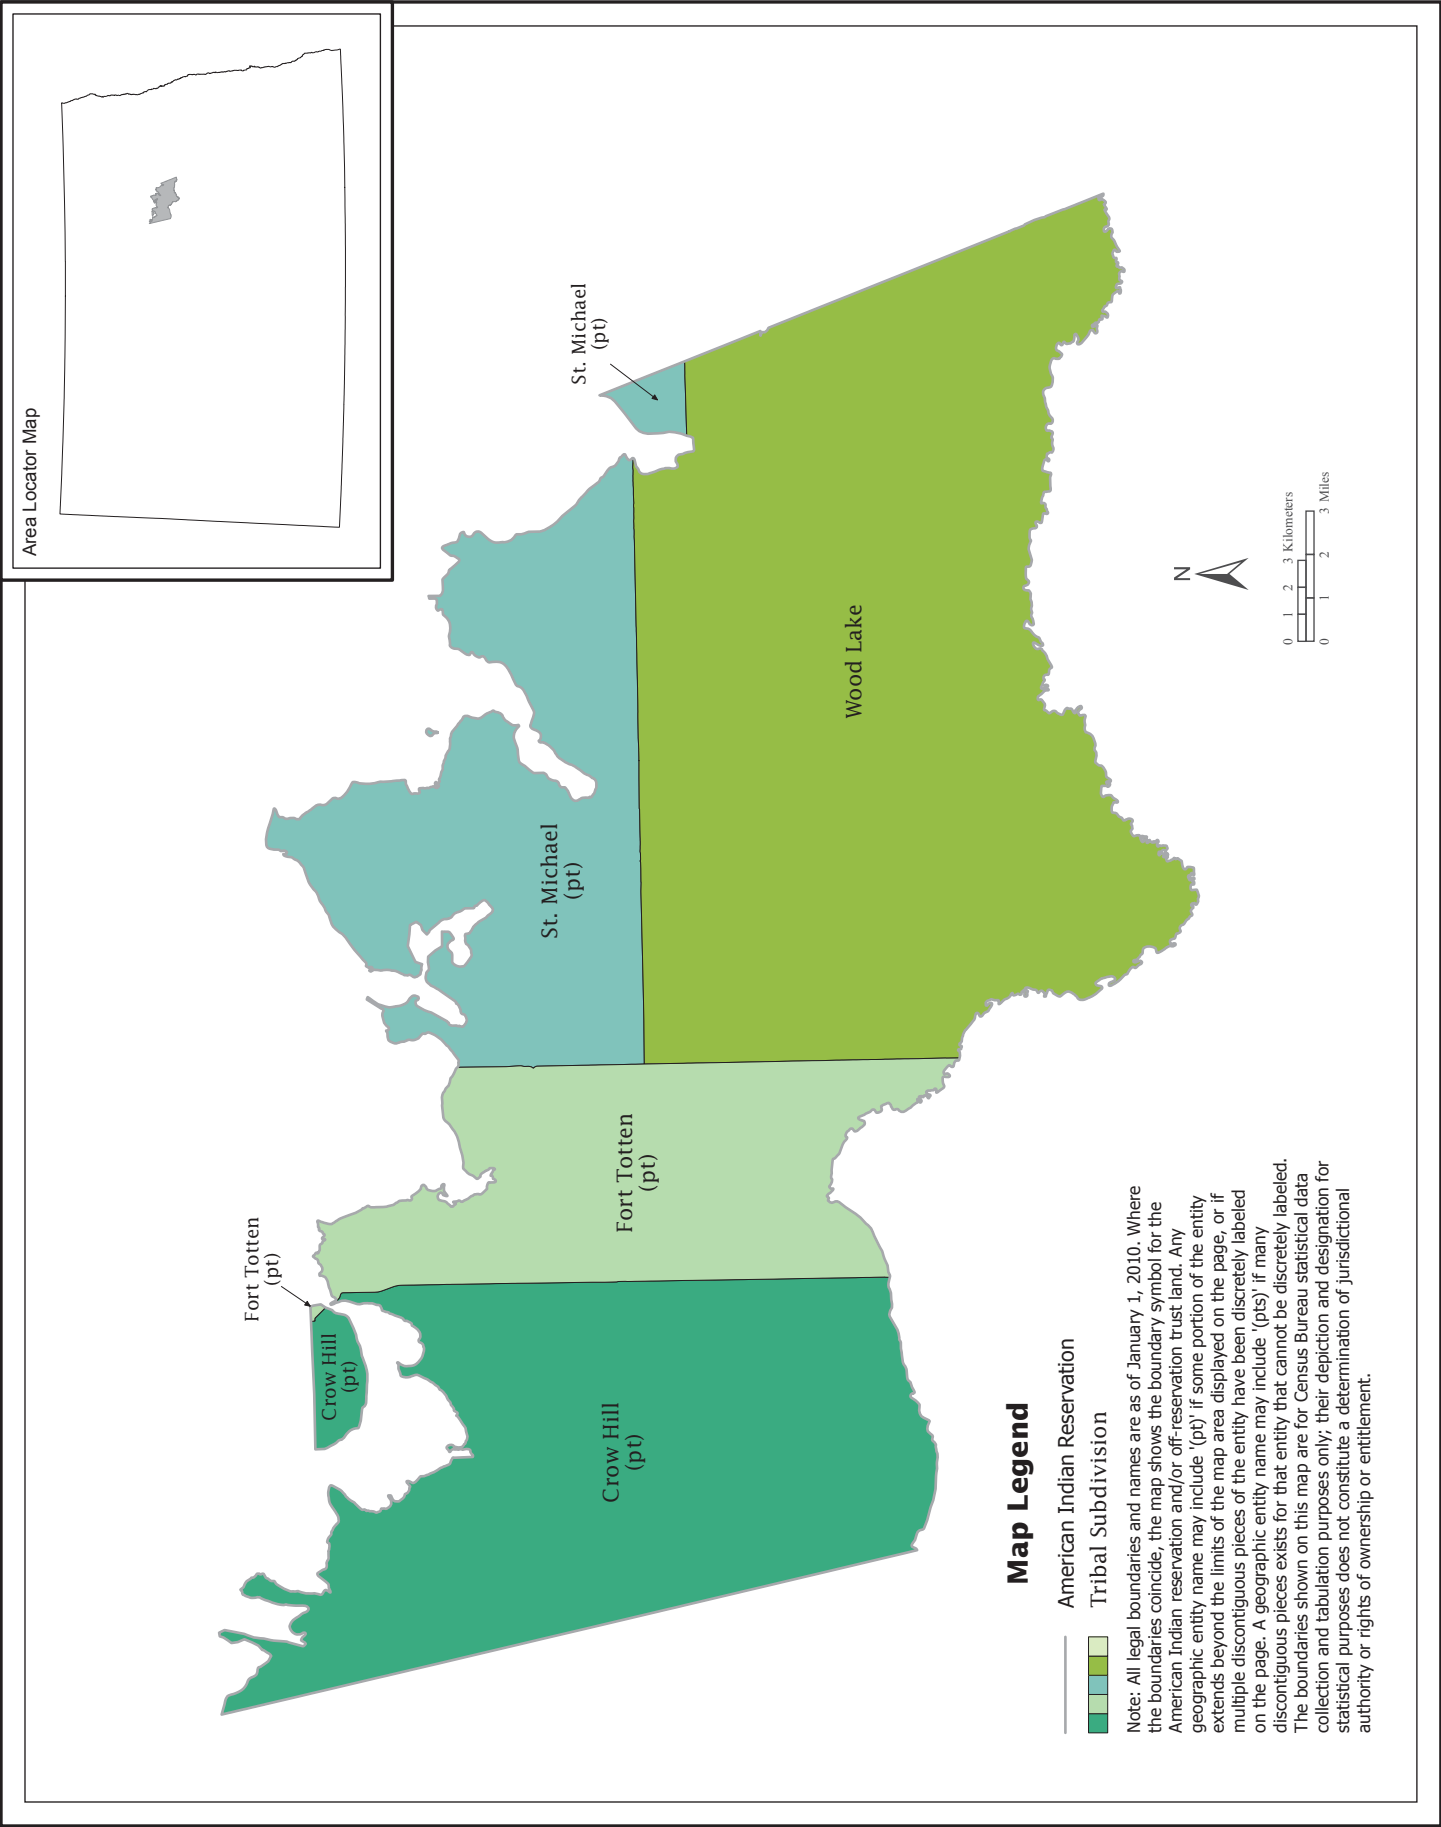 Area Locator Map
Fort Totten
(pt)
Crow Hill
(pt)
St. Michael
(pt)
St. Michael
(pt)
Crow Hill
(pt)
Fort Totten
(pt)
Wood Lake
Map Legend
American Indian Reservation
Tribal Subdivision
Note: All legal boundaries and names are as of January 1, 2010. Where
the boundaries coincide, the map shows the boundary symbol for the
American Indian reservation and/or off-reservation trust land. Any
geographic entity name may include '(pt)' if some portion of the entity
extends beyond the limits of the map area displayed on the page, or if
multiple discontiguous pieces of the entity have been discretely labeled
on the page. A geographic entity name may include '(pts)' if many
discontiguous pieces exists for that entity that cannot be discretely labeled.
The boundaries shown on this map are for Census Bureau statistical data
collection and tabulation purposes only; their depiction and designation for
statistical purposes does not constitute a determination of jurisdictional
authority or rights of ownership or entitlement.
N
0 1 2 3 Kilometers
0 1 2 3 Miles